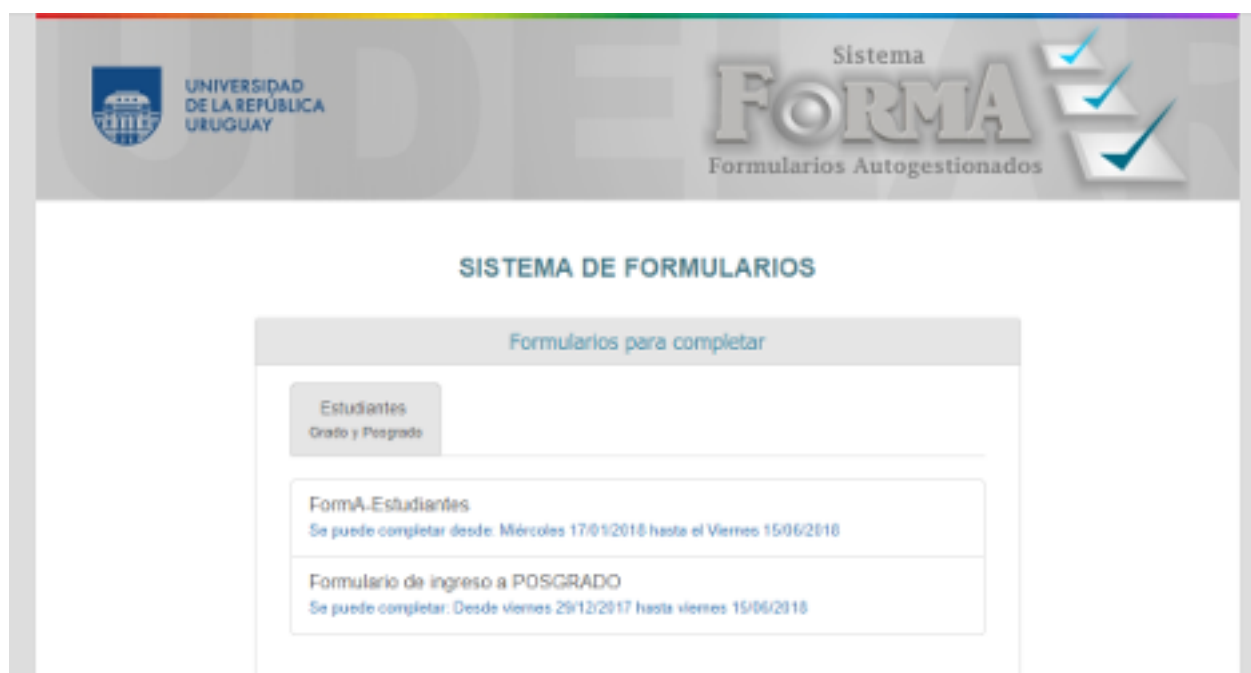 UDELAR
UNIVERSIDAD
DE LA REPÚBLICA
URUGUAY
Sistema
FORMA
Formularios Autogestionados
SISTEMA DE FORMULARIOS
Formularios para completar
Estudiantes
Grado y Posgrado
FormA-Estudiantes
Se puede completar desde: Miércoles 17/01/2018 hasta el Viernes 15/06/2018
Formulario de ingreso a POSGRADO
Se puede completar: Desde viernes 29/12/2017 hasta viernes 15/06/2018